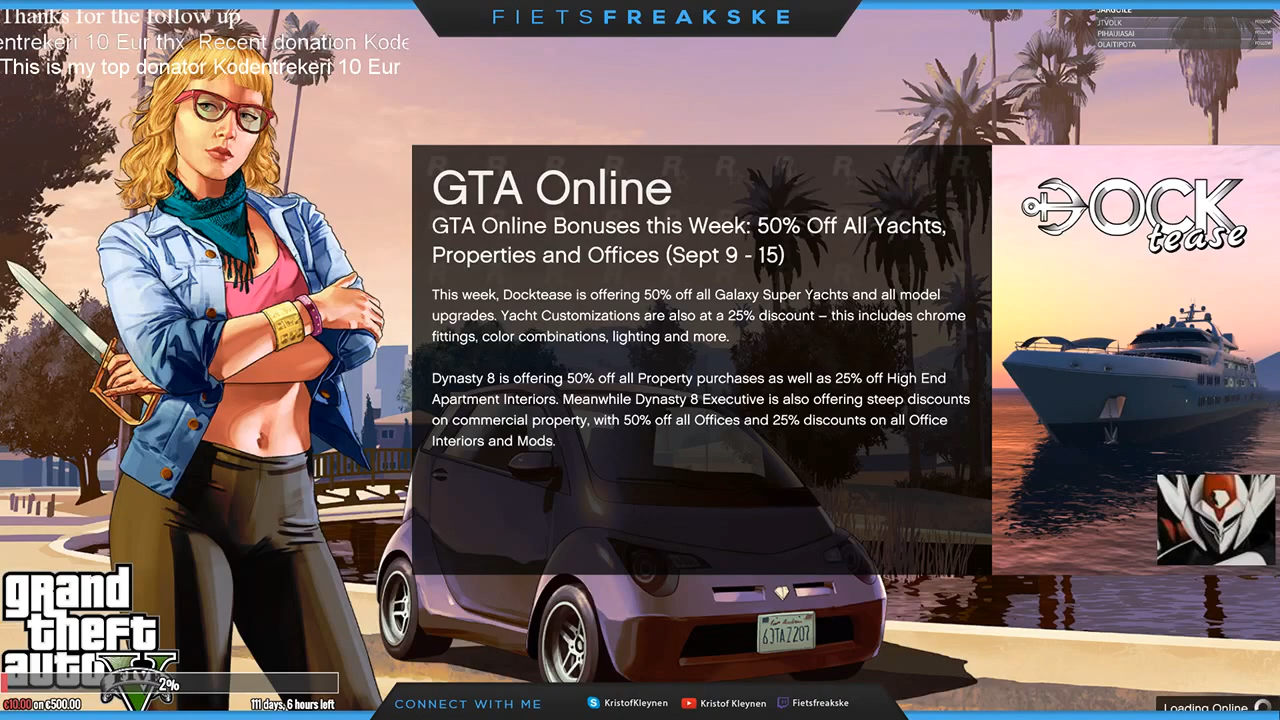 Thanks for the follow up
FIETSFREAKSKE
JTVOLK
PIHAIJIASAI
OLAITIPOTA
entrekeri 10 Eur thx Recent donation Kode
This is my top donator Kodentrekeri 10 Eur
GTA Online
GTA Online Bonuses this Week: 50% Off All Yachts,
Properties and Offices (Sept 9 - 15)
This week, Docktease is offering 50% off all Galaxy Super Yachts and all model
upgrades. Yacht Customizations are also at a 25% discount – this includes chrome
fittings, color combinations, lighting and more.
Dynasty 8 is offering 50% off all Property purchases as well as 25% off High End
Apartment Interiors. Meanwhile Dynasty 8 Executive is also offering steep discounts
on commercial property, with 50% off all Offices and 25% discounts on all Office
Interiors and Mods.
DOCK
tease
63TAZ207
grand
theft
auto
V
2%
€10.00 on €500.00
111 days, 6 hours left
CONNECT WITH ME
KristofKleynen
Kristof Kleynen
Fietsfreakske
Loading Online